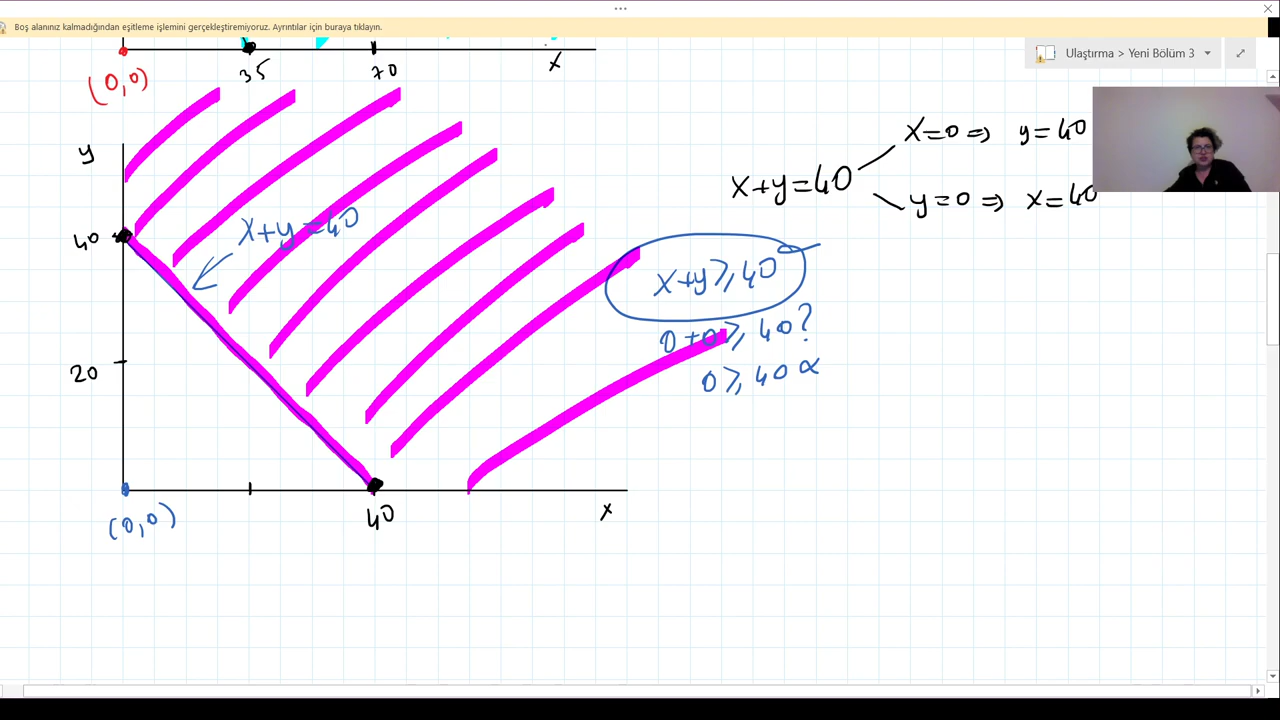 Boş alanınız kalmadığından eşitleme işlemini gerçekleştiremiyoruz. Ayrıntılar için buraya tıklayın.
Ulaştırma > Yeni Bölüm 3
(0,0)
35
70
x
y
40
20
x+y=40
(0,0)
40
x
x+y=40
x=0 ⇒ y=40
y=0 ⇒ x=40
x+y⩾40
0+0⩾40?
0⩾40 α